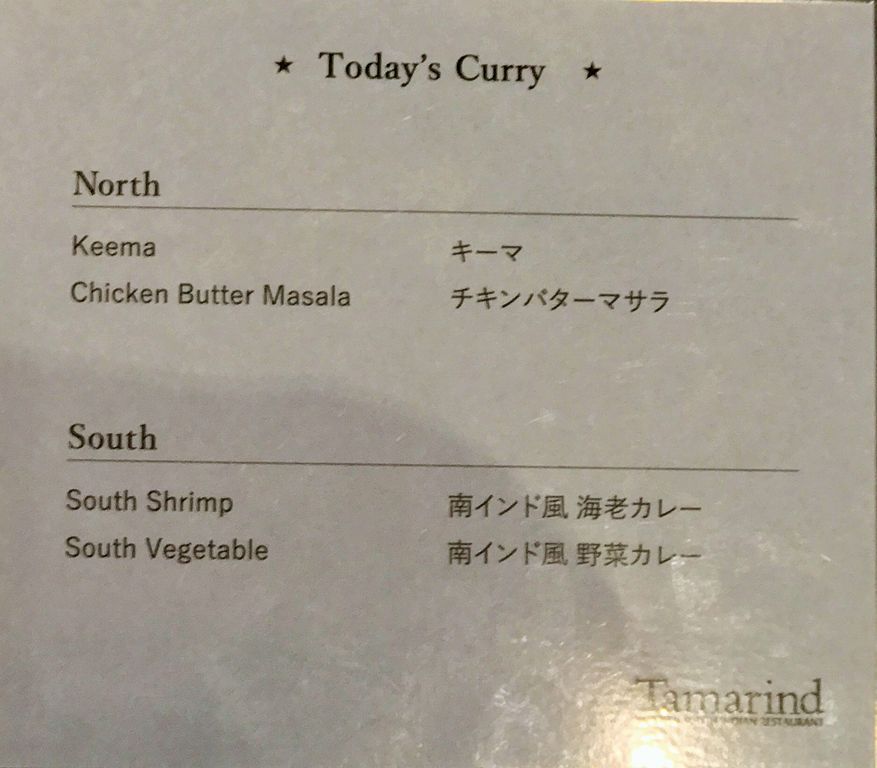 ★ Today's Curry ★
North
Keema キーマ
Chicken Butter Masala チキンバターマサラ
South
South Shrimp 南インド風 海老カレー
South Vegetable 南インド風 野菜カレー
Tamarind
INDIAN RESTAURANT